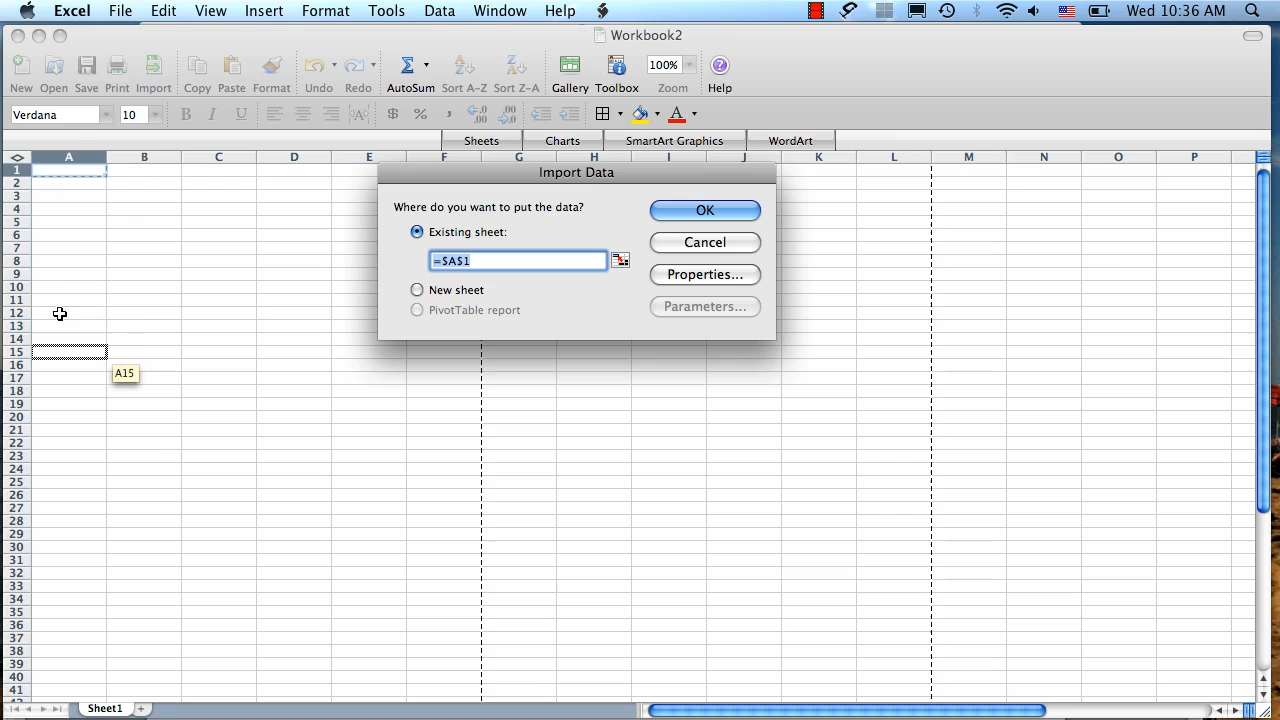 Excel File Edit View Insert Format Tools Data Window Help Wed 10:36 AM
Workbook2
100%
New Open Save Print Import Copy Paste Format Undo Redo AutoSum Sort A-Z Sort Z-A Gallery Toolbox Zoom Help
Verdana 10 B I U $ %
Sheets Charts SmartArt Graphics WordArt
A B C D E F G H I J K L M N O P
Import Data
Where do you want to put the data?
Existing sheet:
=$A$1
New sheet
PivotTable report
OK
Cancel
Properties...
Parameters...
1
2
3
4
5
6
7
8
9
10
11
12
13
14
15
A15
16
17
18
19
20
21
22
23
24
25
26
27
28
29
30
31
32
33
34
35
36
37
38
39
40
41
Sheet1